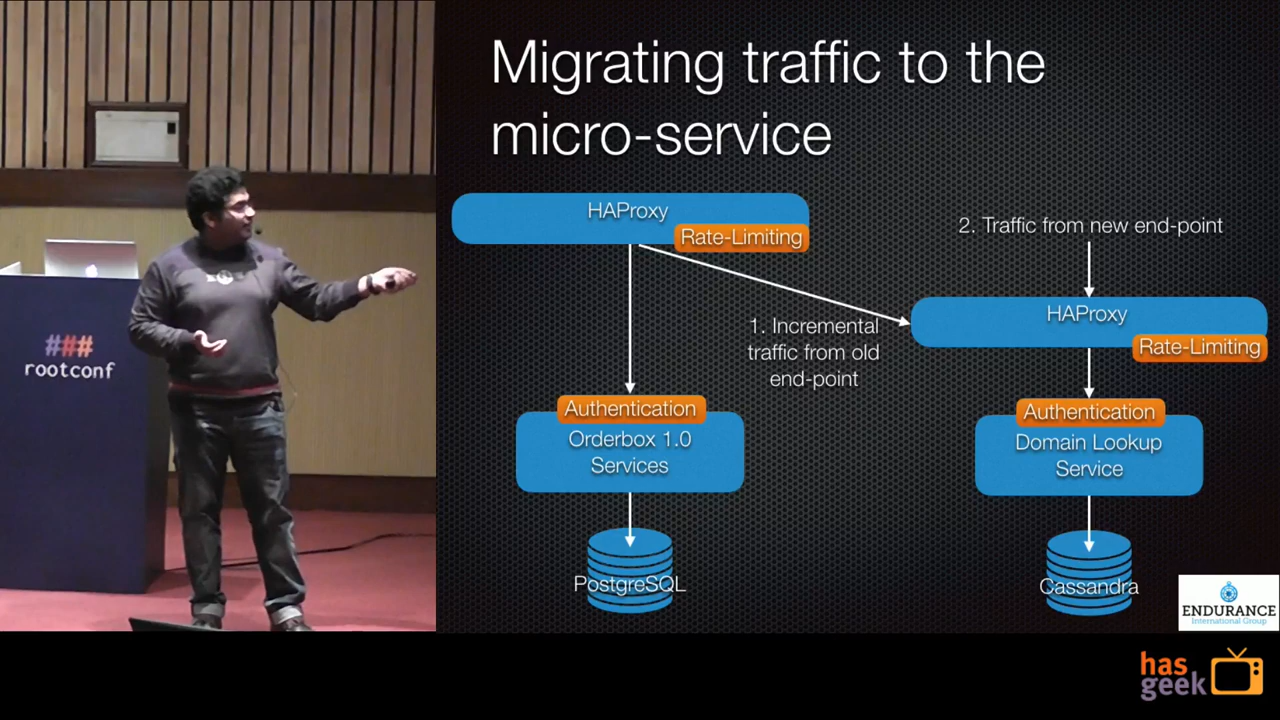 Migrating traffic to the
micro-service
HAProxy
Rate-Limiting
2. Traffic from new end-point
HAProxy
Rate-Limiting
1. Incremental
traffic from old
end-point
Authentication
Orderbox 1.0
Services
Authentication
Domain Lookup
Service
PostgreSQL
Cassandra
###
rootconf
ENDURANCE
International Group
has
geek